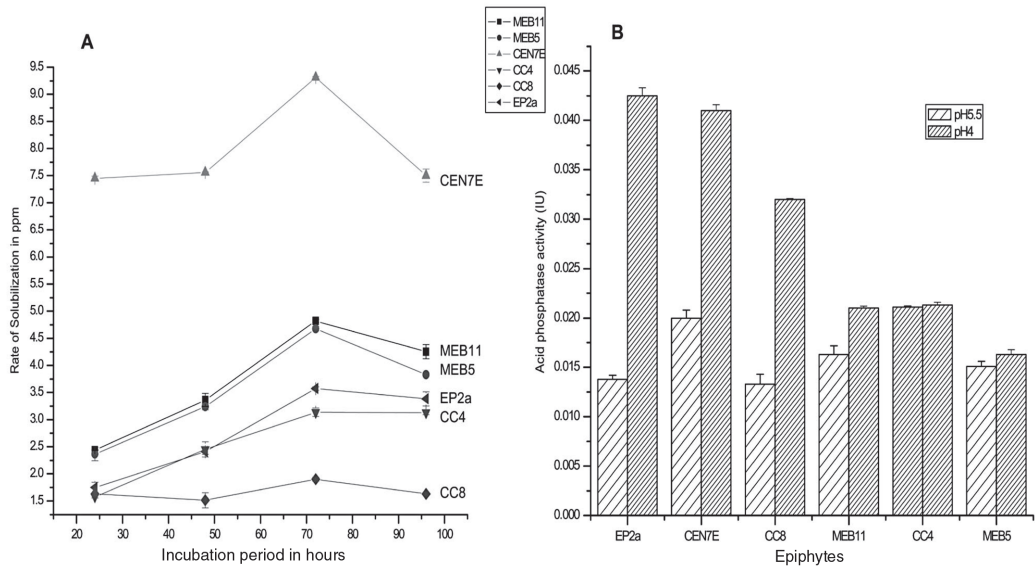 A
MEB11
MEB5
CEN7E
CC4
CC8
EP2a
9.5
9.0
8.5
8.0
7.5
7.0
6.5
6.0
5.5
5.0
4.5
4.0
3.5
3.0
2.5
2.0
1.5
Rate of Solubilization in ppm
CEN7E
MEB11
MEB5
EP2a
CC4
CC8
20 30 40 50 60 70 80 90 100
Incubation period in hours
B
pH5.5
pH4
0.045
0.040
0.035
0.030
0.025
0.020
0.015
0.010
0.005
0.000
Acid phosphatase activity (IU)
EP2a CEN7E CC8 MEB11 CC4 MEB5
Epiphytes